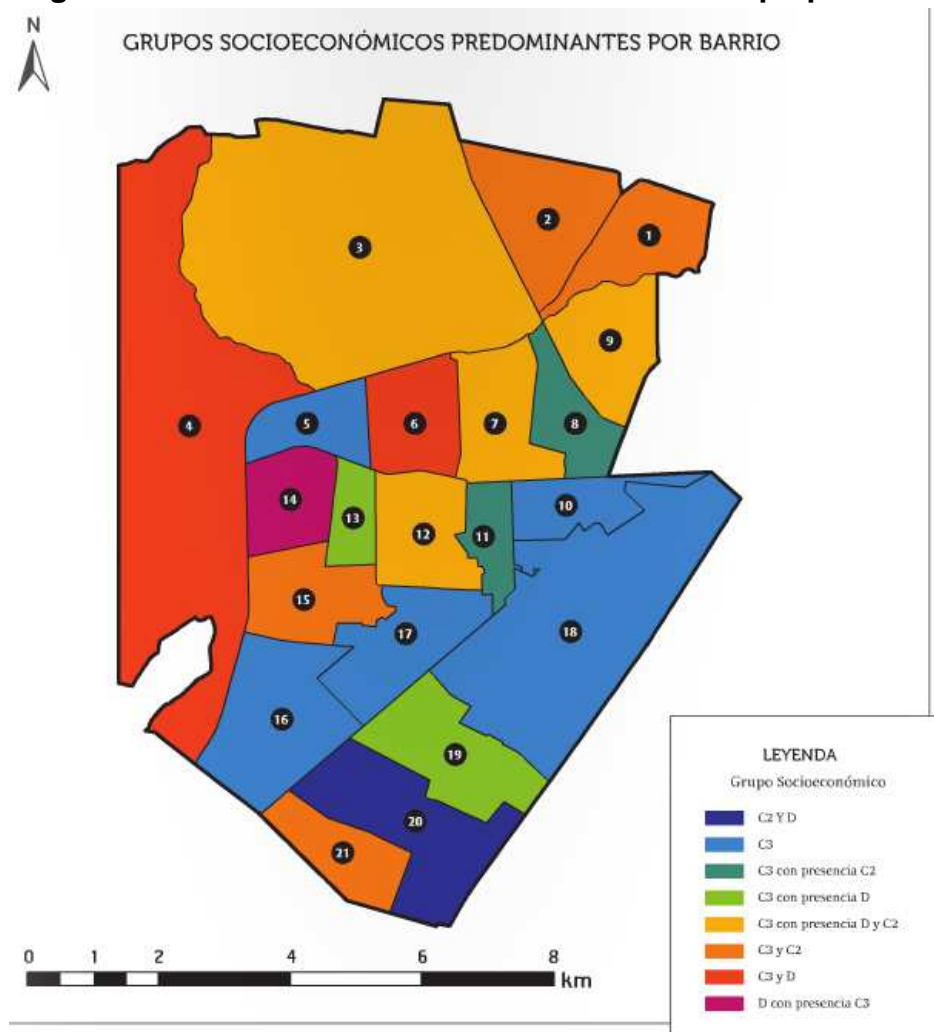 N
GRUPOS SOCIOECONÓMICOS PREDOMINANTES POR BARRIO
2
1
3
9
4
5
6
7
8
14
13
12
11
10
15
17
18
16
19
20
21
LEYENDA
Grupo Socioeconómico
C2 Y D
C3
C3 con presencia C2
C3 con presencia D
C3 con presencia D y C2
C3 y C2
C3 y D
D con presencia C3
0 1 2 4 6 8
km